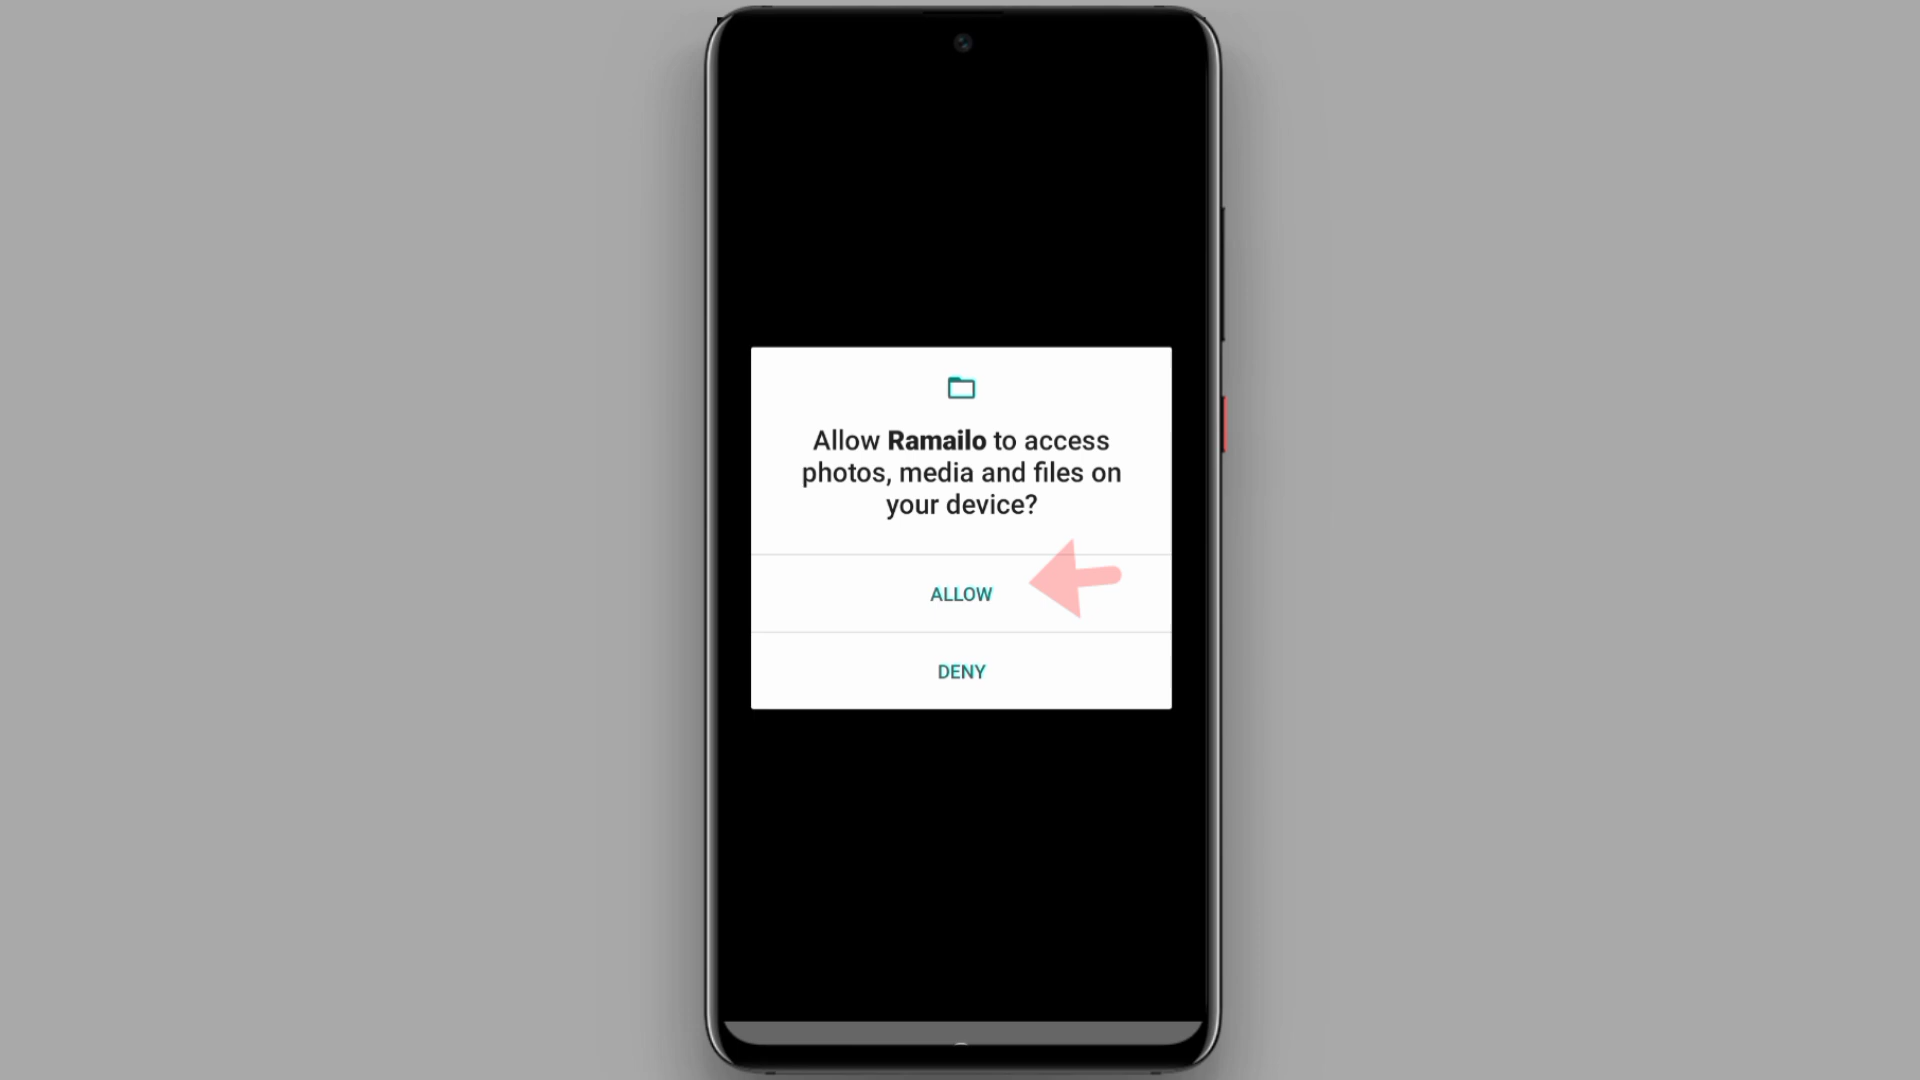 Allow Ramailo to access
photos, media and files on
your device?
ALLOW
DENY